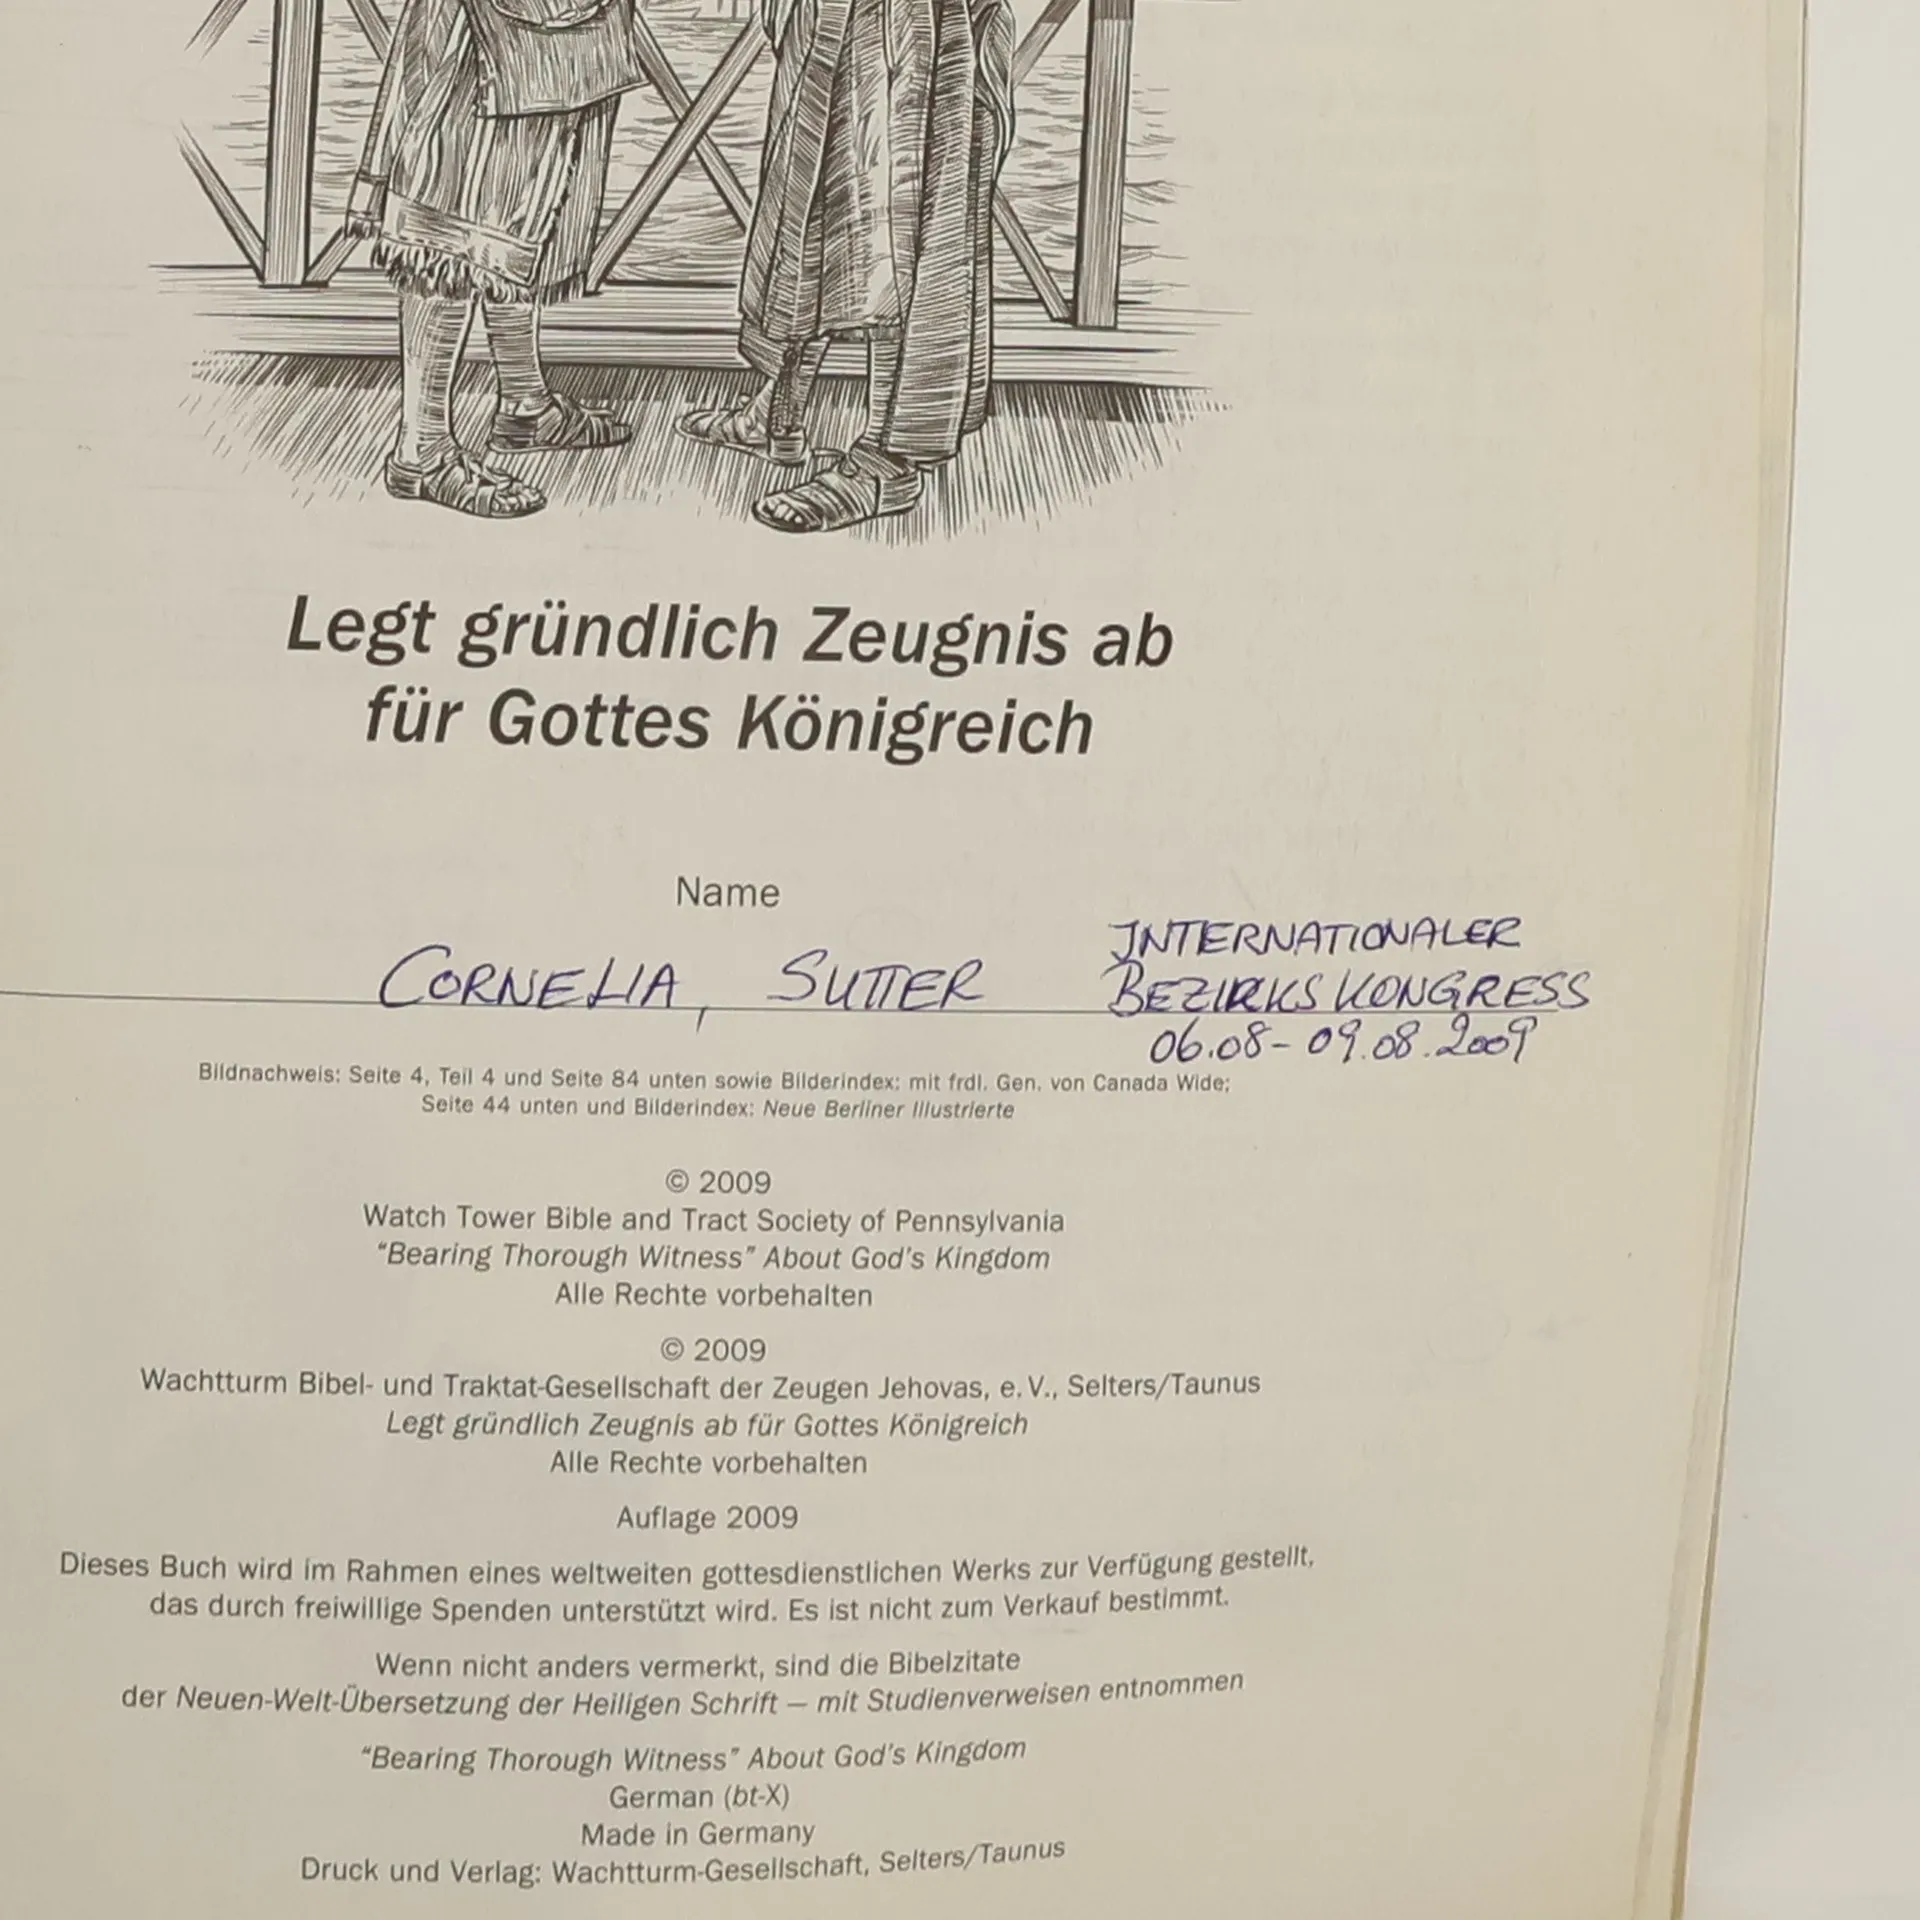 Legt gründlich Zeugnis ab
für Gottes Königreich
Name
CORNELIA, SUTTER
INTERNATIONALER
BEZIRKSKONGRESS
06.08-09.08.2009
Bildnachweis: Seite 4, Teil 4 und Seite 84 unten sowie Bilderindex: mit frdl. Gen. von Canada Wide;
Seite 44 unten und Bilderindex: Neue Berliner Illustrierte
© 2009
Watch Tower Bible and Tract Society of Pennsylvania
“Bearing Thorough Witness” About God’s Kingdom
Alle Rechte vorbehalten
© 2009
Wachtturm Bibel- und Traktat-Gesellschaft der Zeugen Jehovas, e. V., Selters/Taunus
Legt gründlich Zeugnis ab für Gottes Königreich
Alle Rechte vorbehalten
Auflage 2009
Dieses Buch wird im Rahmen eines weltweiten gottesdienstlichen Werks zur Verfügung gestellt,
das durch freiwillige Spenden unterstützt wird. Es ist nicht zum Verkauf bestimmt.
Wenn nicht anders vermerkt, sind die Bibelzitate
der Neuen-Welt-Übersetzung der Heiligen Schrift — mit Studienverweisen entnommen
“Bearing Thorough Witness” About God’s Kingdom
German (bt-X)
Made in Germany
Druck und Verlag: Wachtturm-Gesellschaft, Selters/Taunus